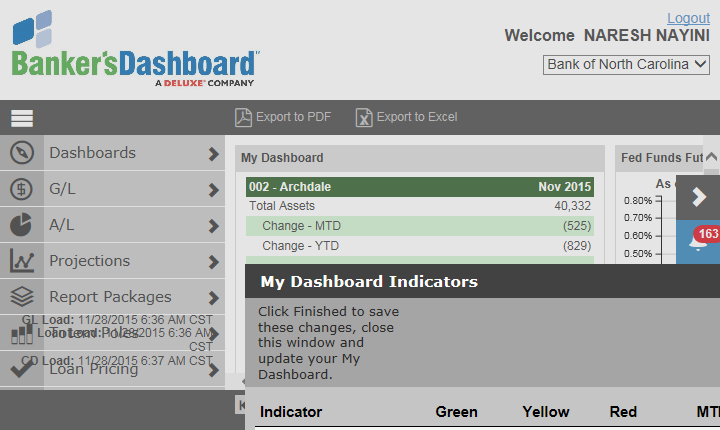 Logout
Welcome NARESH NAYINI
Banker'sDashboard™
A DELUXE® COMPANY
Bank of North Carolina
Export to PDF
Export to Excel
Dashboards
G/L
A/L
Projections
Report Packages
Totem Poles
Loan Pricing
GL Load: 11/28/2015 6:36 AM CST
Loan Load: 11/28/2015 6:36 AM
CST
CD Load: 11/28/2015 6:37 AM CST
My Dashboard
002 - Archdale Nov 2015
Total Assets 40,332
Change - MTD (525)
Change - YTD (829)
Fed Funds Fut
As
0.80%
0.70%
0.60%
0.50%
163
My Dashboard Indicators
Click Finished to save
these changes, close
this window and
update your My
Dashboard.
Indicator Green Yellow Red MT